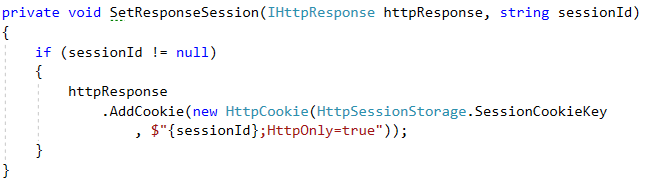 private void SetResponseSession(IHttpResponse httpResponse, string sessionId)
{
    if (sessionId != null)
    {
        httpResponse
            .AddCookie(new HttpCookie(HttpSessionStorage.SessionCookieKey
                , $"{sessionId};HttpOnly=true"));
    }
}